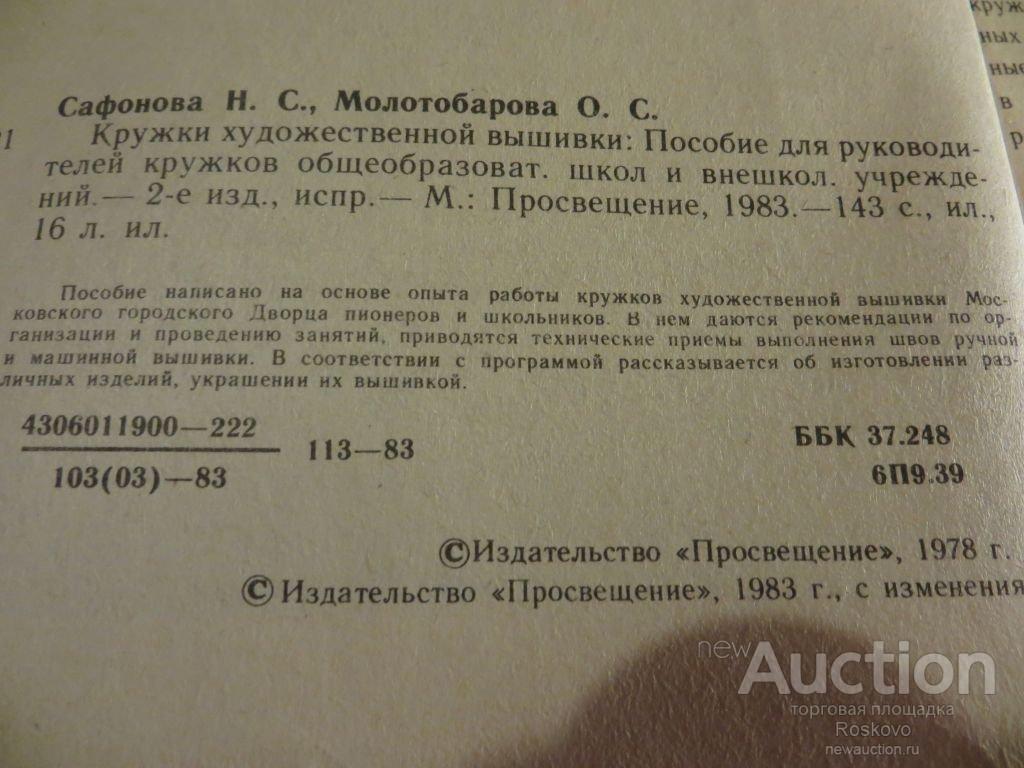 Сафонова Н. С., Молотобарова О. С.
Кружки художественной вышивки: Пособие для руководи-
телей кружков общеобразоват. школ и внешкол. учрежде-
ний.— 2-е изд., испр.— М.: Просвещение, 1983.—143 с., ил.,
16 л. ил.
Пособие написано на основе опыта работы кружков художественной вышивки Мос-
ковского городского Дворца пионеров и школьников. В нем даются рекомендации по ор-
ганизации и проведению занятий, приводятся технические приемы выполнения швов ручной
и машинной вышивки. В соответствии с программой рассказывается об изготовлении раз-
личных изделий, украшении их вышивкой.
4306011900—222
103(03)—83
113—83
ББК 37.248
6П9.39
©Издательство «Просвещение», 1978 г.
©Издательство «Просвещение», 1983 г., с изменения
newAuction
торговая площадка
Roskovo
newauction.ru